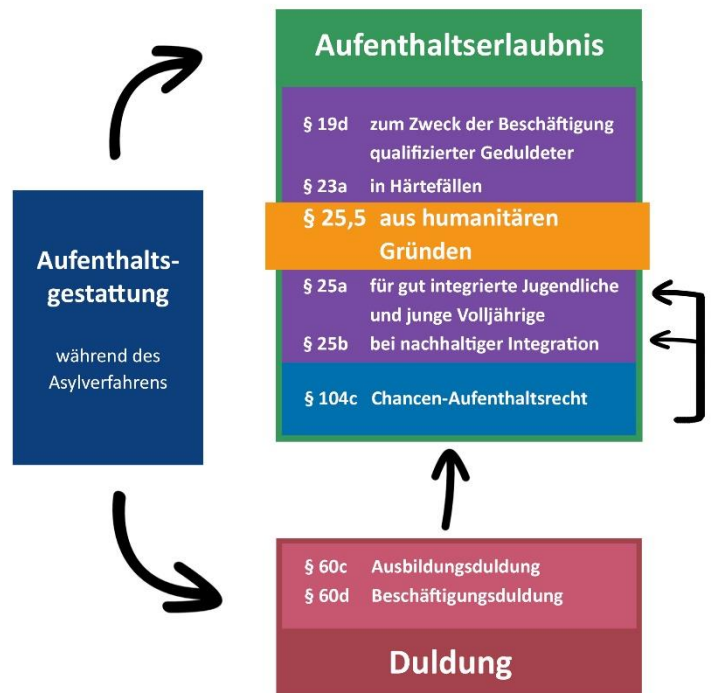 Aufenthaltserlaubnis
§ 19d zum Zweck der Beschäftigung
qualifizierter Geduldeter
§ 23a in Härtefällen
§ 25,5 aus humanitären
Gründen
§ 25a für gut integrierte Jugendliche
und junge Volljährige
§ 25b bei nachhaltiger Integration
§ 104c Chancen-Aufenthaltsrecht
Aufenthalts-
gestattung
während des
Asylverfahrens
§ 60c Ausbildungsduldung
§ 60d Beschäftigungsduldung
Duldung